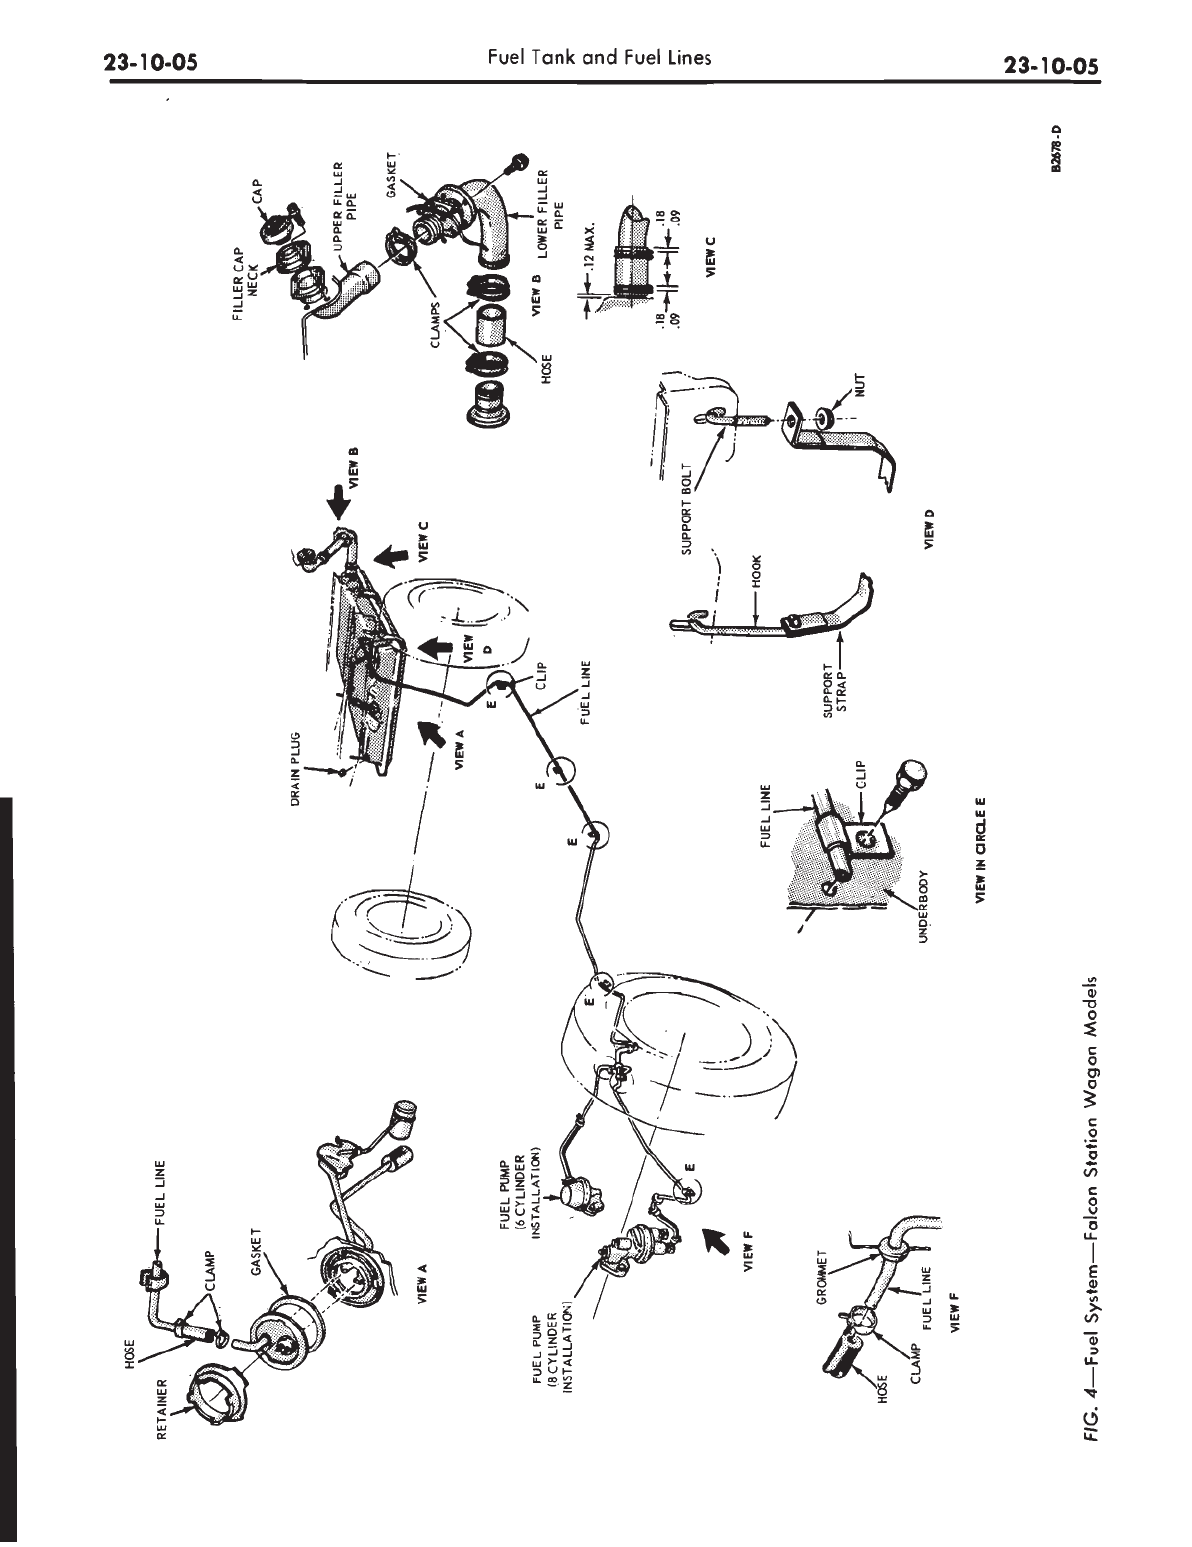 23-10-05
Fuel Tank and Fuel Lines
23-10-05
RETAINER
HOSE
FUEL LINE
CLAMP
GASKET
VIEW A
DRAIN PLUG
VIEW A
VIEW
D
VIEW C
VIEW B
FILLER CAP
NECK
CAP
UPPER FILLER
PIPE
GASKET
CLAMPS
HOSE
LOWER FILLER
PIPE
VIEW B
.12 MAX.
.18
.09
.18
.09
VIEW C
B2678-D
E
CLIP
FUEL LINE
E
E
E
E
FUEL PUMP
(6 CYLINDER
INSTALLATION)
FUEL PUMP
(8 CYLINDER
INSTALLATION)
VIEW F
SUPPORT BOLT
NUT
HOOK
SUPPORT
STRAP
VIEW D
FUEL LINE
CLIP
UNDERBODY
VIEW IN CIRCLE E
GROMMET
FUEL LINE
CLAMP
HOSE
VIEW F
FIG. 4—Fuel System—Falcon Station Wagon Models